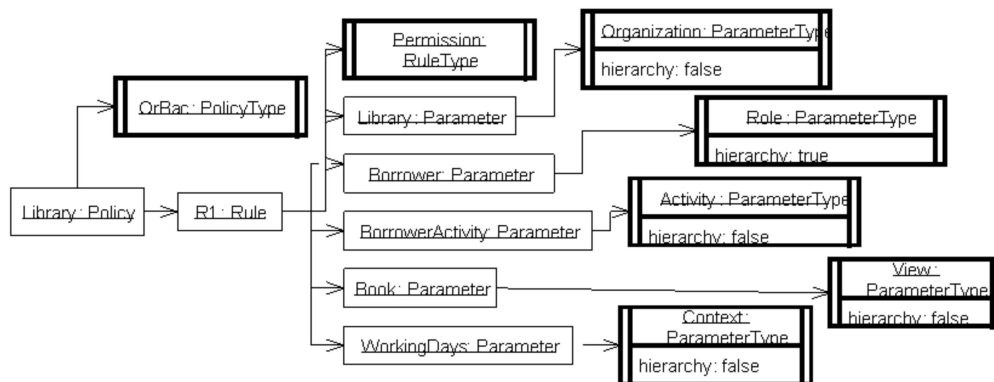 Permission:
RuleType
Organization: ParameterType
hierarchy: false
OrBac: PolicyType
Library: Parameter
Role: ParameterType
hierarchy: true
Borrower: Parameter
Library: Policy
R1: Rule
Activity: ParameterType
hierarchy: false
BorrowerActivity: Parameter
View:
ParameterType
hierarchy: false
Book: Parameter
Context:
ParameterType
hierarchy: false
WorkingDays: Parameter